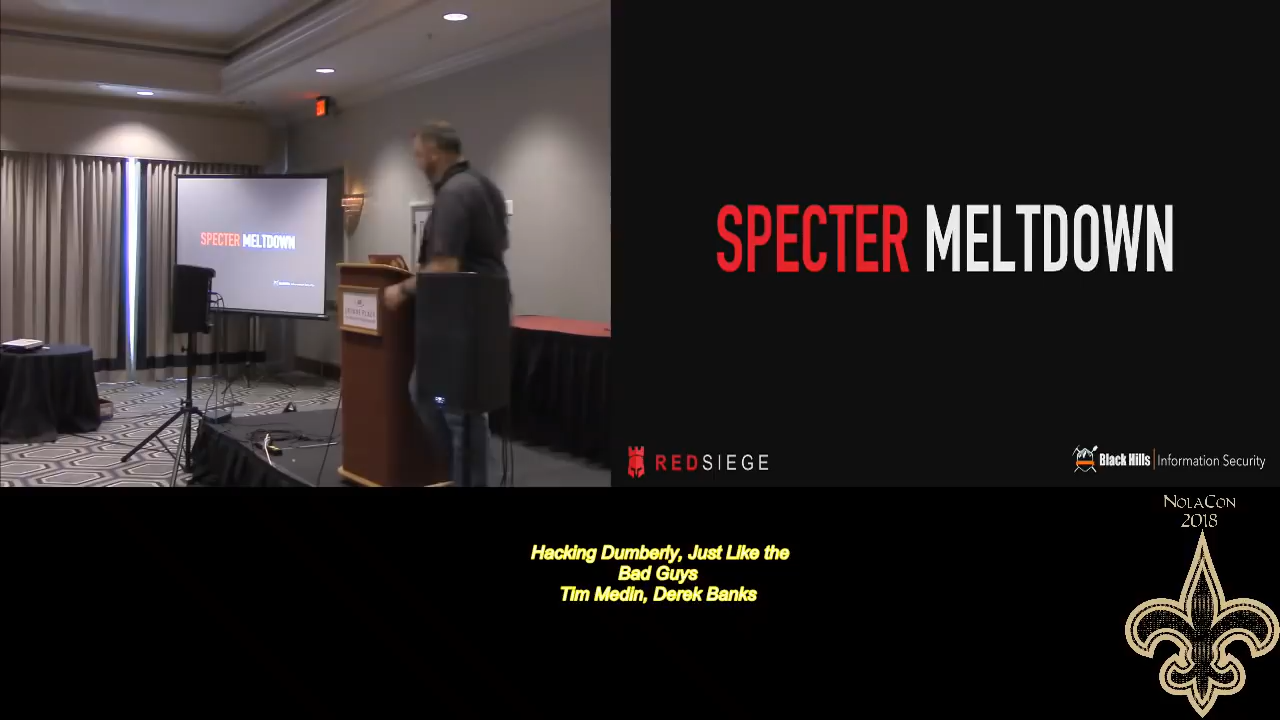 SPECTER MELTDOWN
SPECTER MELTDOWN
REDSIEGE
Black Hills | Information Security
NOLACON
2018
Hacking Dumberly, Just Like the
Bad Guys
Tim Medin, Derek Banks